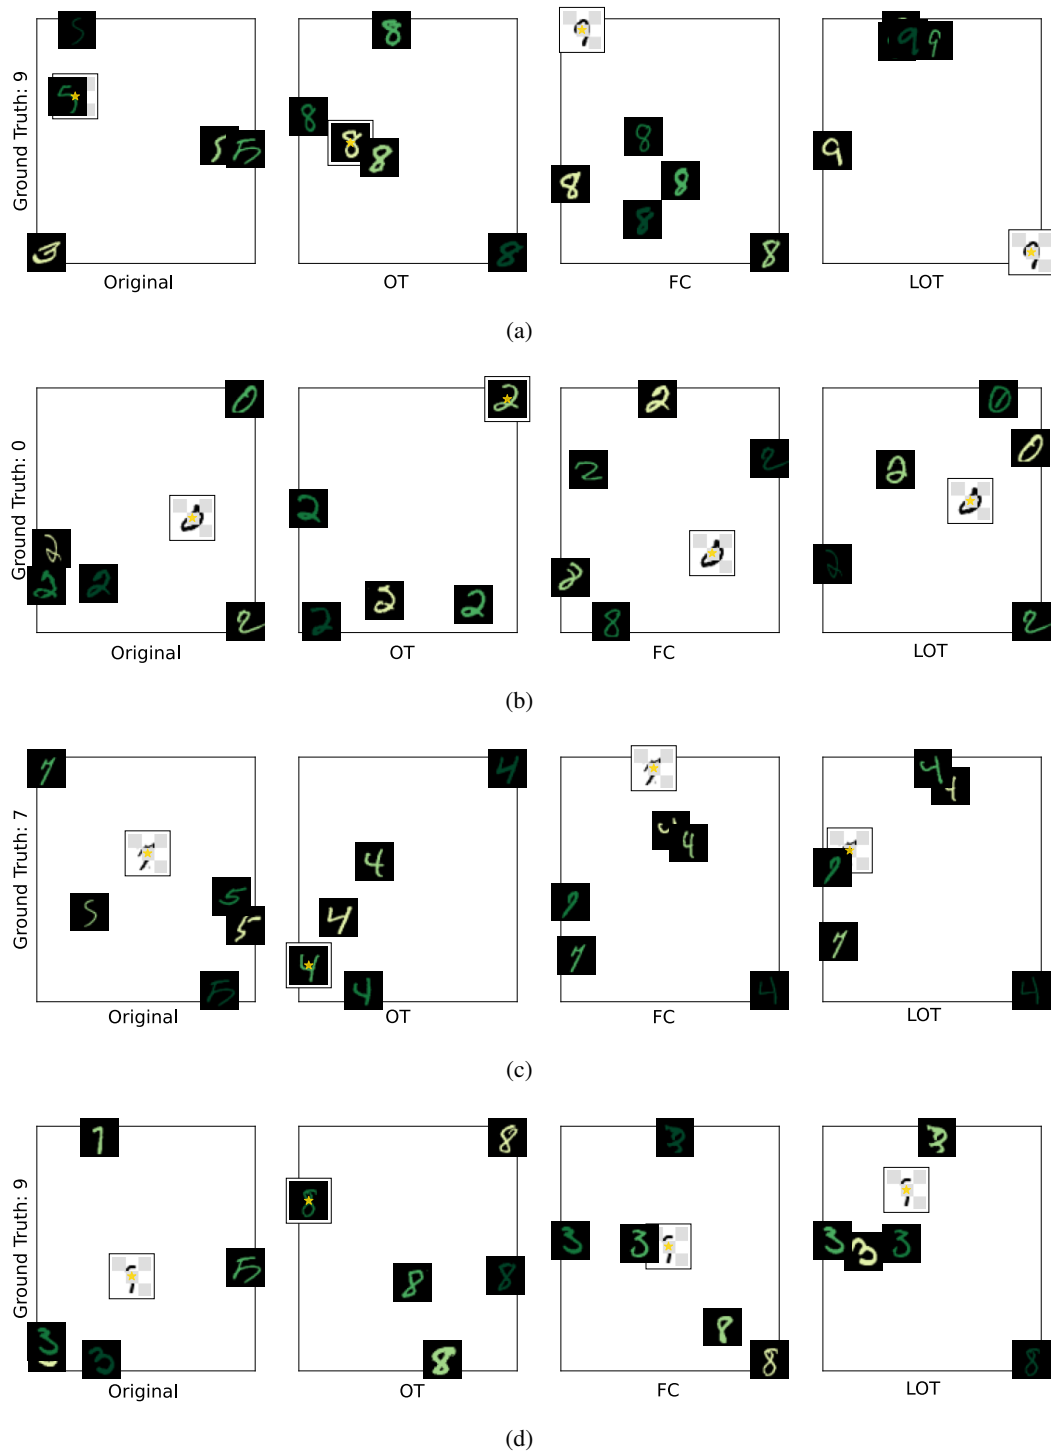 Ground Truth: 9
Original OT FC LOT
(a)
Ground Truth: 0
Original OT FC LOT
(b)
Ground Truth: 7
Original OT FC LOT
(c)
Ground Truth: 9
Original OT FC LOT
(d)